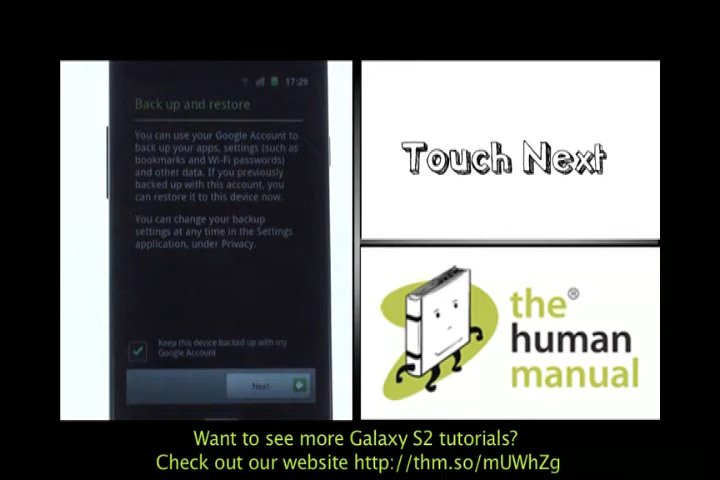 17:29
Back up and restore
You can use your Google Account to
back up your apps, settings (such as
bookmarks and Wi-Fi passwords)
and other data. If you previously
backed up with this account, you
can restore it to this device now.
You can change your backup
settings at any time in the Settings
application, under Privacy.
Keep this device backed up with my
Google Account
Next
Touch Next
the®
human
manual
Want to see more Galaxy S2 tutorials?
Check out our website http://thm.so/mUWhZg